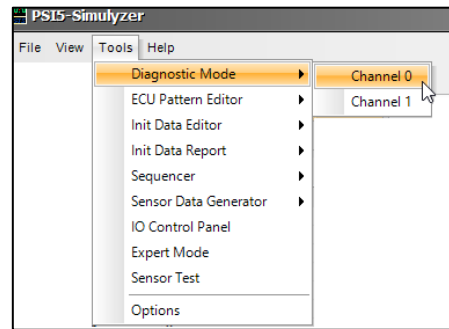 PSI5-Simulyzer
File View Tools Help
Diagnostic Mode
Channel 0
ECU Pattern Editor
Channel 1
Init Data Editor
Init Data Report
Sequencer
Sensor Data Generator
IO Control Panel
Expert Mode
Sensor Test
Options